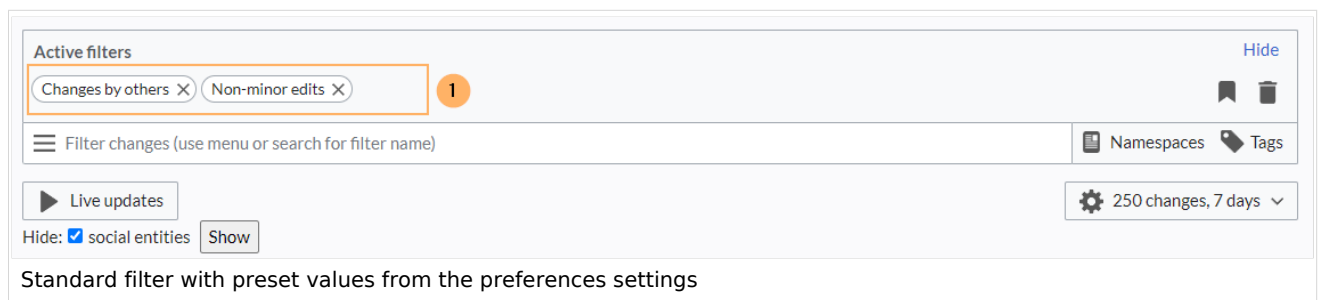 Active filters
Hide
Changes by others
Non-minor edits
1
Filter changes (use menu or search for filter name)
Namespaces
Tags
Live updates
250 changes, 7 days
Hide: social entities Show
Standard filter with preset values from the preferences settings